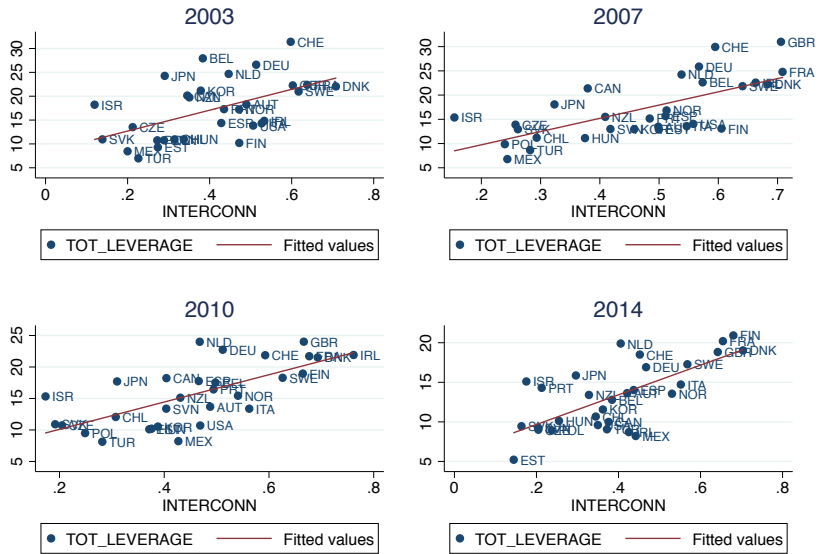 2003
2007
30
25
20
15
10
5
CHE
BEL
DEU
NLD
JPN
KOR
DNK
SWE
ISR
AUT
CZE
ESP
USA
SVK
HUN
FIN
MEX
EST
TUR
0
.2
.4
.6
.8
INTERCONN
TOT_LEVERAGE
Fitted values
30
25
20
15
10
5
GBR
CHE
DEU
FRA
NLD
BEL
SWE
CAN
JPN
NOR
ISR
NZL
ESP
USA
CZE
SVK
FIN
CHL
HUN
POL
TUR
MEX
.2
.3
.4
.5
.6
.7
INTERCONN
TOT_LEVERAGE
Fitted values
2010
2014
25
20
15
10
5
NLD
GBR
DEU
CHE
IRL
FIN
JPN
CAN
SWE
PRT
ISR
NZL
NOR
SVN
AUT
ITA
CHL
POL
KOR
USA
TUR
MEX
.2
.4
.6
.8
INTERCONN
TOT_LEVERAGE
Fitted values
20
15
10
5
FIN
NLD
FRA
GBR
DNK
CHE
DEU
SWE
ISR
JPN
PRT
ITA
NZL
ESP
AUT
NOR
BEL
KOR
CHL
HUN
CAN
MEX
EST
0
.2
.4
.6
.8
INTERCONN
TOT_LEVERAGE
Fitted values